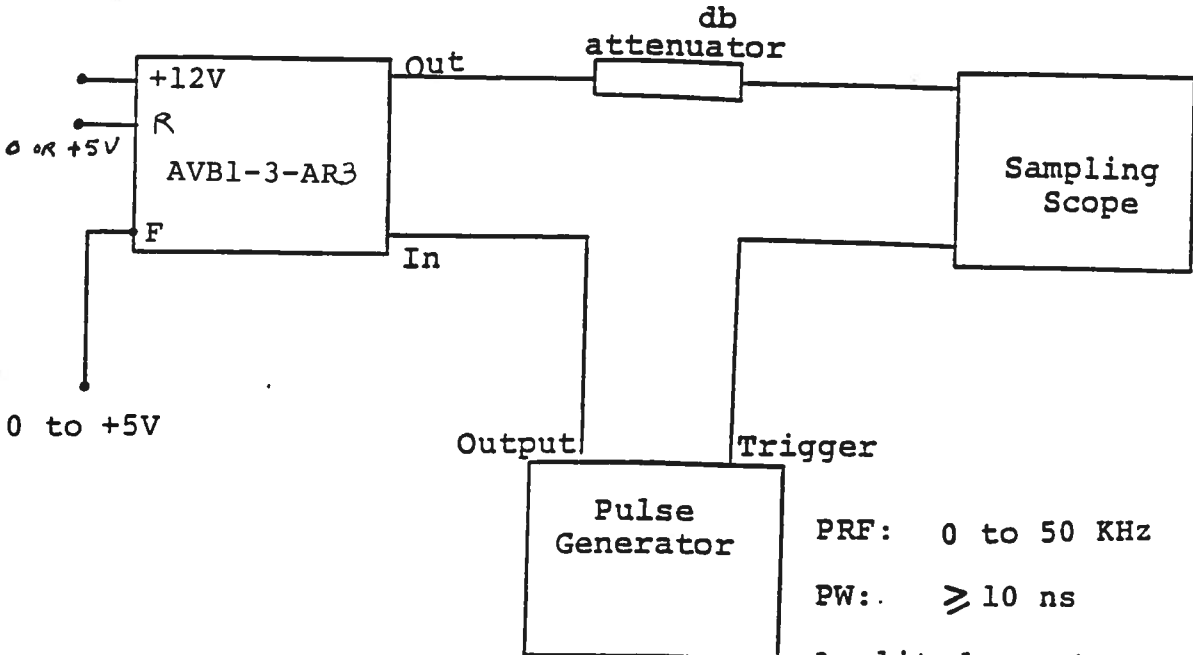 db
attenuator
Out
+12V
R
0 OR +5V
AVB1-3-AR3
F
In
Sampling
Scope
0 to +5V
Output
Trigger
Pulse
Generator
PRF: 0 to 50 KHz
PW: ⩾ 10 ns